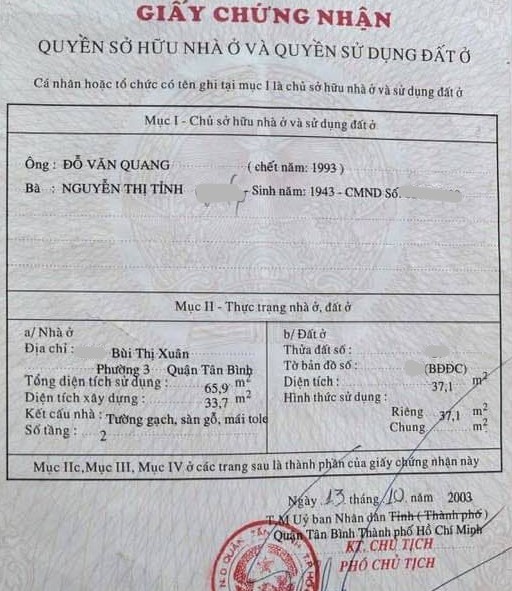 GIẤY CHỨNG NHẬN
QUYỀN SỞ HỮU NHÀ Ở VÀ QUYỀN SỬ DỤNG ĐẤT Ở
Cá nhân hoặc tổ chức có tên ghi tại mục I là chủ sở hữu nhà ở và sử dụng đất ở
Mục I - Chủ sở hữu nhà ở và sử dụng đất ở
Ông : ĐỖ VĂN QUANG ( chết năm: 1993 )
Bà : NGUYỄN THỊ TỈNH - Sinh năm: 1943 - CMND Số.
Mục II - Thực trạng nhà ở, đất ở
a/ Nhà ở
Địa chỉ : Bùi Thị Xuân
Phường 3 Quận Tân Bình
Tổng diện tích sử dụng : 65,9 m²
Diện tích xây dựng : 33,7 m²
Kết cấu nhà : Tường gạch, sàn gỗ, mái tole
Số tầng : 2
b/ Đất ở
Thửa đất số :
Tờ bản đồ số : (BĐĐC)
Diện tích : 37,1 m²
Hình thức sử dụng :
Riêng 37,1 m²
Chung m²
Mục IIc,Mục III, Mục IV ở các trang sau là thành phần của giấy chứng nhận này
Ngày 13 tháng 10 năm 2003
T.M Uỷ ban Nhân dân Tỉnh ( Thành phố )
Quận Tân Bình Thành phố Hồ Chí Minh
KT. CHỦ TỊCH
PHÓ CHỦ TỊCH